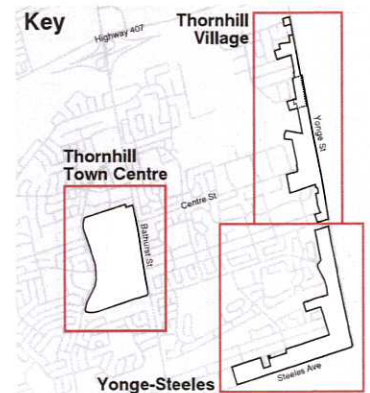 Key
Highway 407
Thornhill
Village
Yonge St
Thornhill
Town Centre
Centre St.
Bathurst St
Yonge-Steeles
Steeles Ave